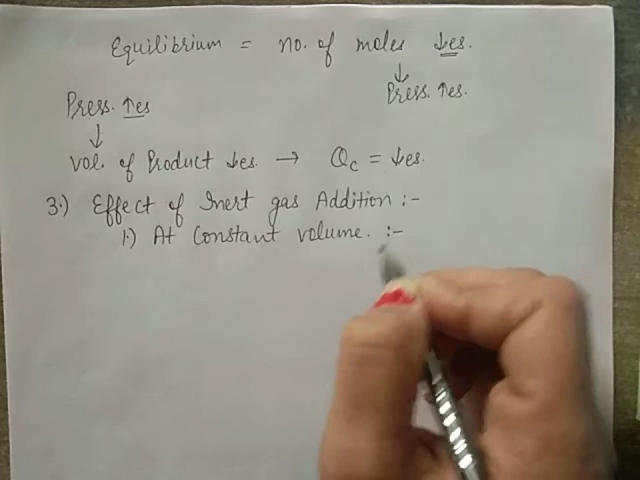 Equilibrium = no. of moles ↓es.
↓
Press. ↑es.
Press. ↑es
↓
vol. of Product ↓es. → Qc = ↓es.
3.) Effect of Inert gas Addition :-
1.) At Constant volume. :-